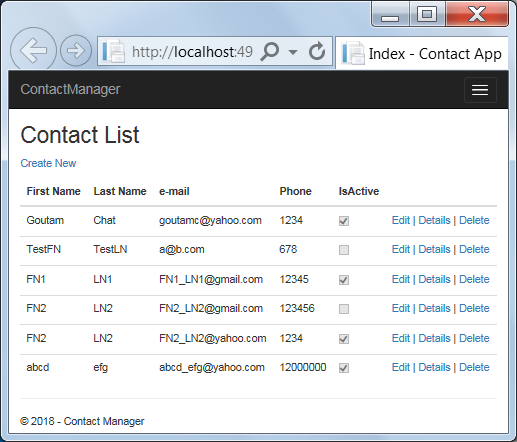 http://localhost:49
Index - Contact App
ContactManager
Contact List
Create New
First Name Last Name e-mail Phone IsActive
Goutam Chat goutamc@yahoo.com 1234 Edit | Details | Delete
TestFN TestLN a@b.com 678 Edit | Details | Delete
FN1 LN1 FN1_LN1@gmail.com 12345 Edit | Details | Delete
FN2 LN2 FN2_LN2@gmail.com 123456 Edit | Details | Delete
FN2 LN2 FN2_LN2@yahoo.com 1234 Edit | Details | Delete
abcd efg abcd_efg@yahoo.com 12000000 Edit | Details | Delete
© 2018 - Contact Manager